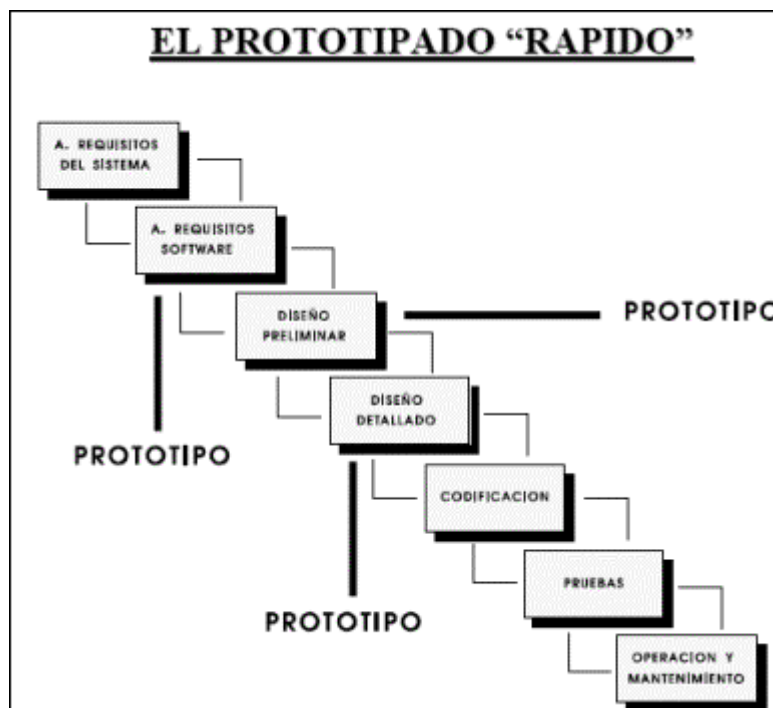 EL PROTOTIPADO “RAPIDO”
A. REQUISITOS
DEL SISTEMA
A. REQUISITOS
SOFTWARE
DISEÑO
PRELIMINAR
PROTOTIPO
DISEÑO
DETALLADO
PROTOTIPO
CODIFICACION
PRUEBAS
PROTOTIPO
OPERACION Y
MANTENIMIENTO